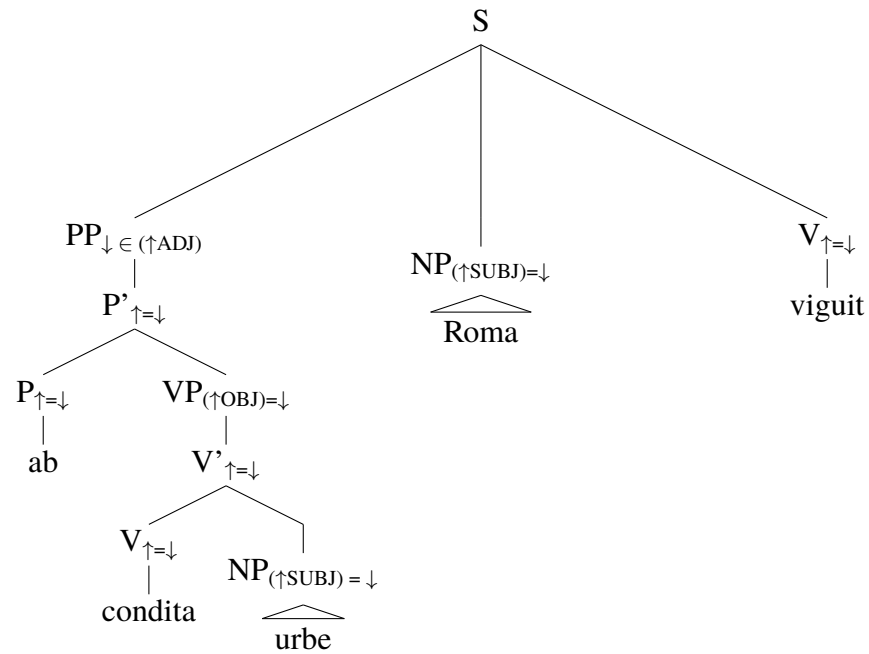 S
PP↓ ∈ (↑ADJ)
NP(↑SUBJ)=↓
V↑=↓
P’↑=↓
Roma
viguit
P↑=↓
VP(↑OBJ)=↓
ab
V’↑=↓
V↑=↓
NP(↑SUBJ) = ↓
condita
urbe